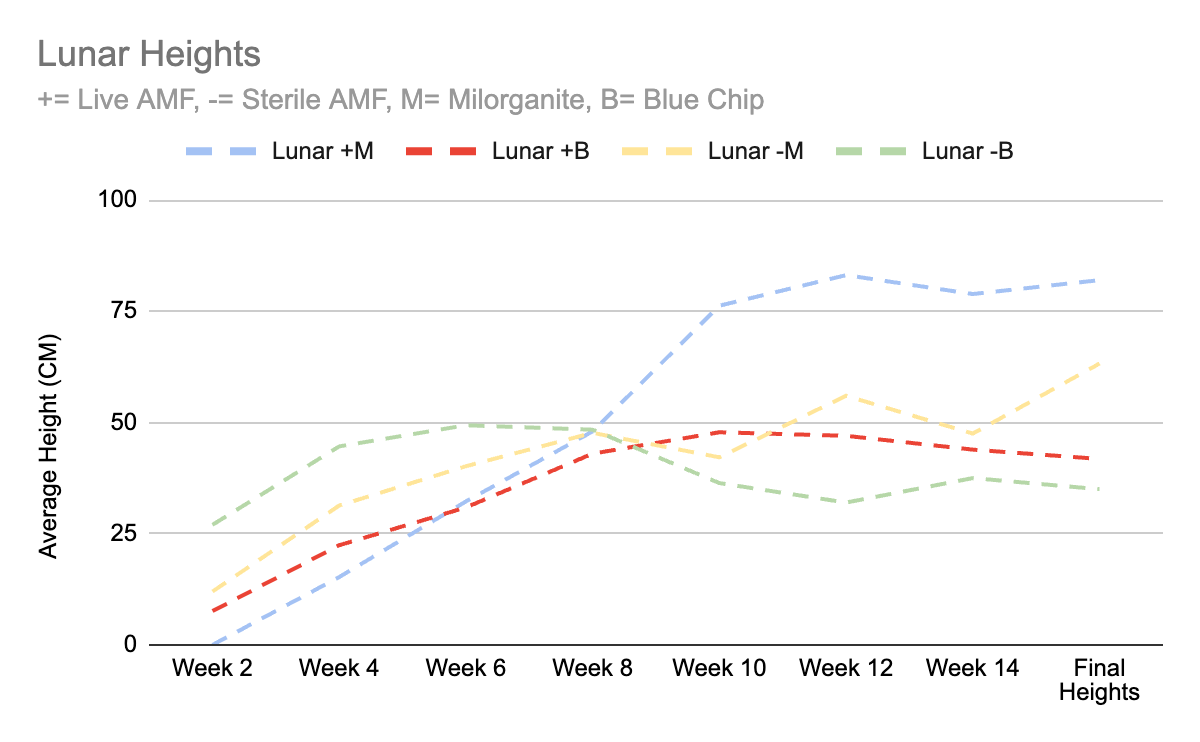 Lunar Heights
+= Live AMF, -= Sterile AMF, M= Milorganite, B= Blue Chip
Lunar +M
Lunar +B
Lunar -M
Lunar -B
Average Height (CM)
100
75
50
25
0
Week 2
Week 4
Week 6
Week 8
Week 10
Week 12
Week 14
Final
Heights